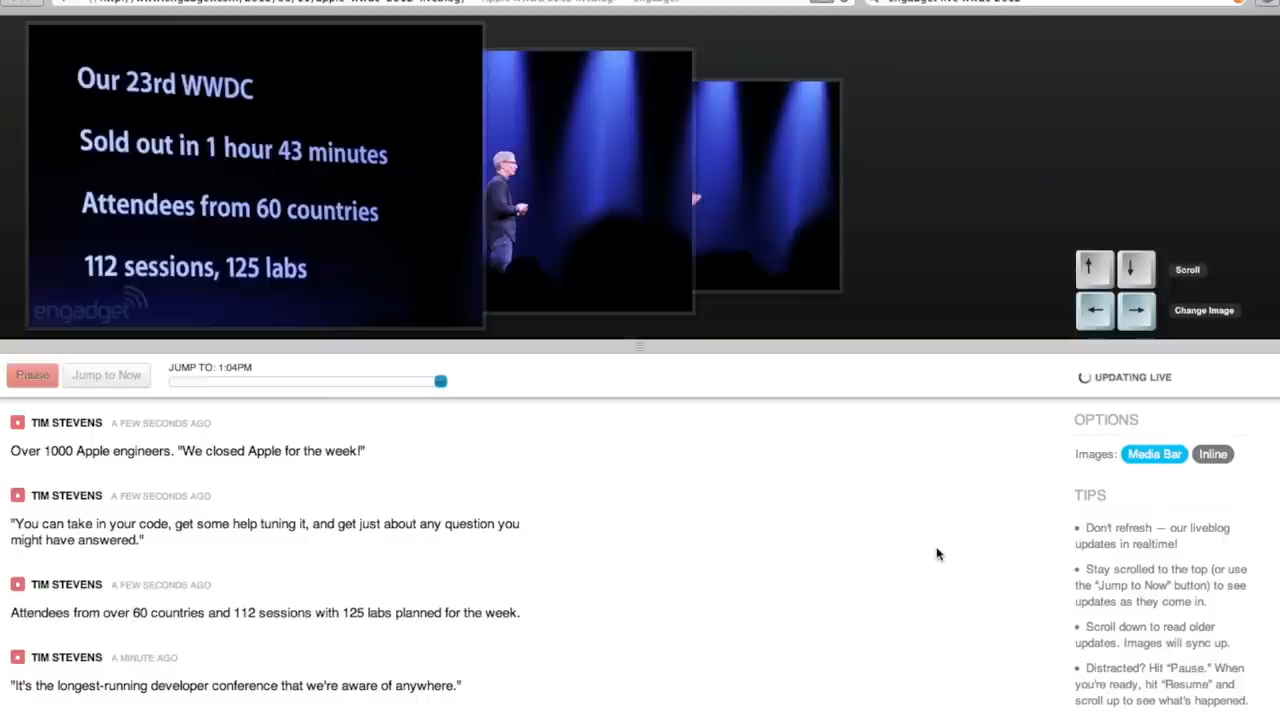 Our 23rd WWDC
Sold out in 1 hour 43 minutes
Attendees from 60 countries
112 sessions, 125 labs
engadget
Scroll
Change Image
Pause
Jump to Now
JUMP TO: 1:04PM
UPDATING LIVE
TIM STEVENS A FEW SECONDS AGO
Over 1000 Apple engineers. "We closed Apple for the week!"
TIM STEVENS A FEW SECONDS AGO
"You can take in your code, get some help tuning it, and get just about any question you
might have answered."
TIM STEVENS A FEW SECONDS AGO
Attendees from over 60 countries and 112 sessions with 125 labs planned for the week.
TIM STEVENS A MINUTE AGO
"It's the longest-running developer conference that we're aware of anywhere."
OPTIONS
Images: Media Bar Inline
TIPS
• Don't refresh — our liveblog
updates in realtime!
• Stay scrolled to the top (or use
the "Jump to Now" button) to see
updates as they come in.
• Scroll down to read older
updates. Images will sync up.
• Distracted? Hit "Pause." When
you're ready, hit "Resume" and
scroll up to see what's happened.